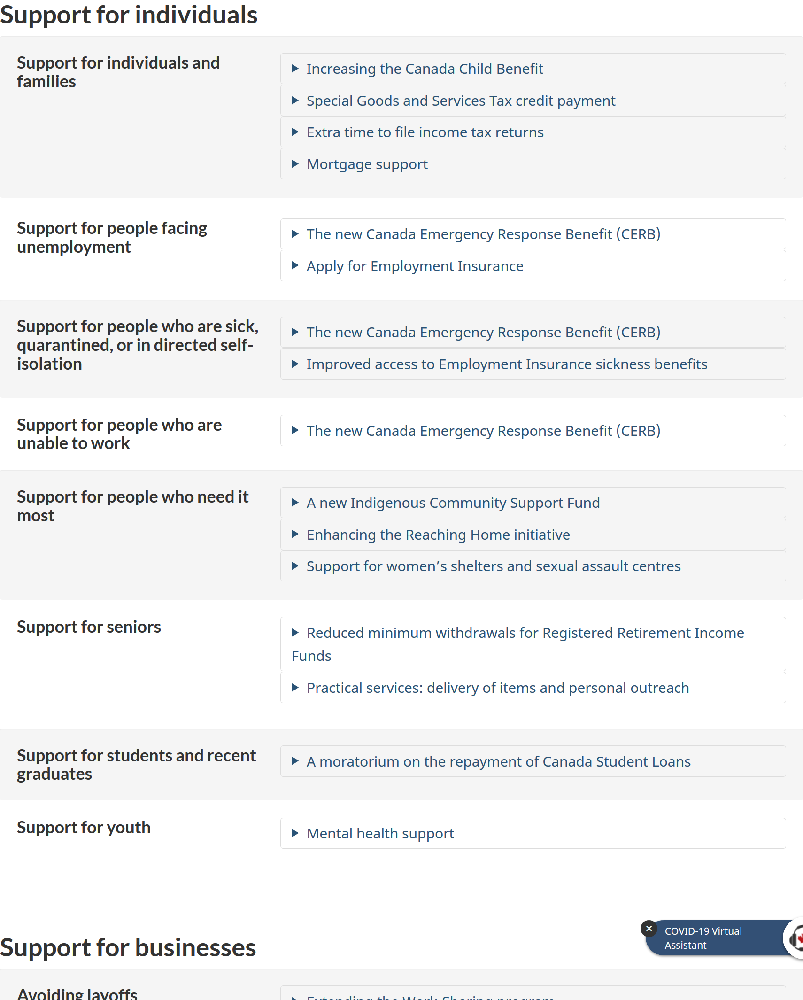 Support for individuals
Support for individuals and
families
Increasing the Canada Child Benefit
Special Goods and Services Tax credit payment
Extra time to file income tax returns
Mortgage support
Support for people facing
unemployment
The new Canada Emergency Response Benefit (CERB)
Apply for Employment Insurance
Support for people who are sick,
quarantined, or in directed self-
isolation
The new Canada Emergency Response Benefit (CERB)
Improved access to Employment Insurance sickness benefits
Support for people who are
unable to work
The new Canada Emergency Response Benefit (CERB)
Support for people who need it
most
A new Indigenous Community Support Fund
Enhancing the Reaching Home initiative
Support for women’s shelters and sexual assault centres
Support for seniors
Reduced minimum withdrawals for Registered Retirement Income
Funds
Practical services: delivery of items and personal outreach
Support for students and recent
graduates
A moratorium on the repayment of Canada Student Loans
Support for youth
Mental health support
COVID-19 Virtual
Assistant
Support for businesses
Avoiding layoffs
Extending the Work-Sharing program